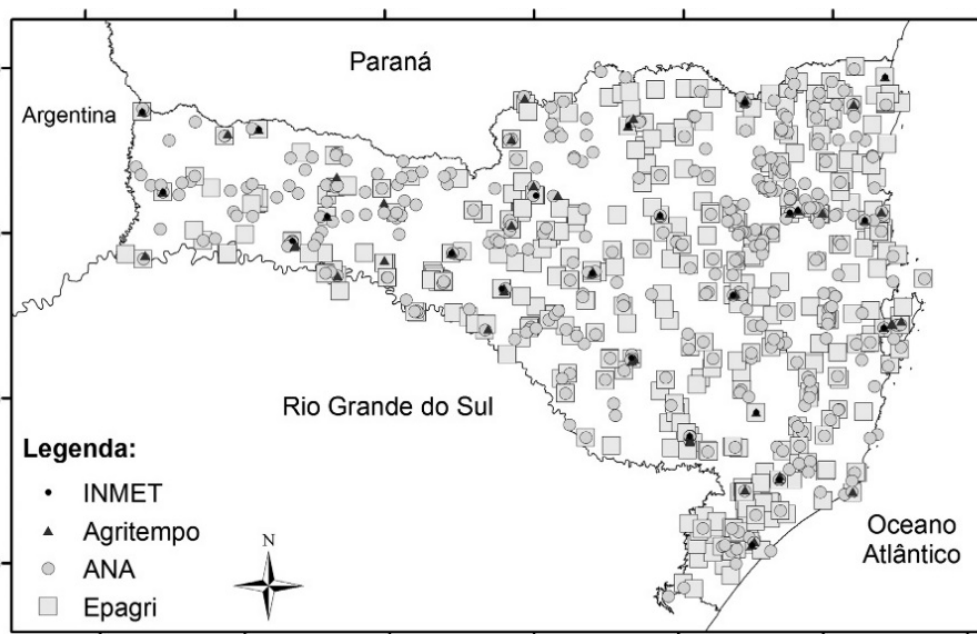 Paraná
Argentina
Rio Grande do Sul
Legenda:
INMET
Agritempo
ANA
Epagri
N
Oceano
Atlântico